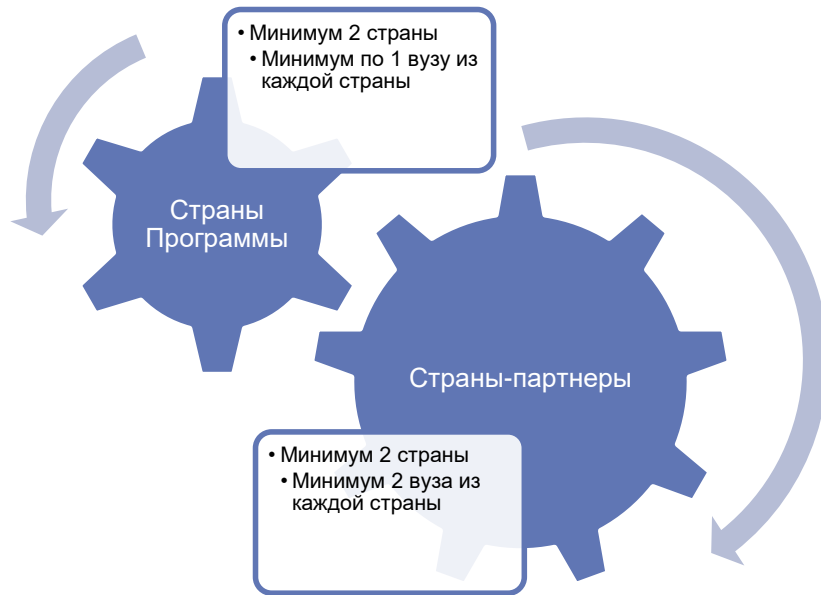 • Минимум 2 страны
• Минимум по 1 вузу из
каждой страны
Страны
Программы
Страны-партнеры
• Минимум 2 страны
• Минимум 2 вуза из
каждой страны